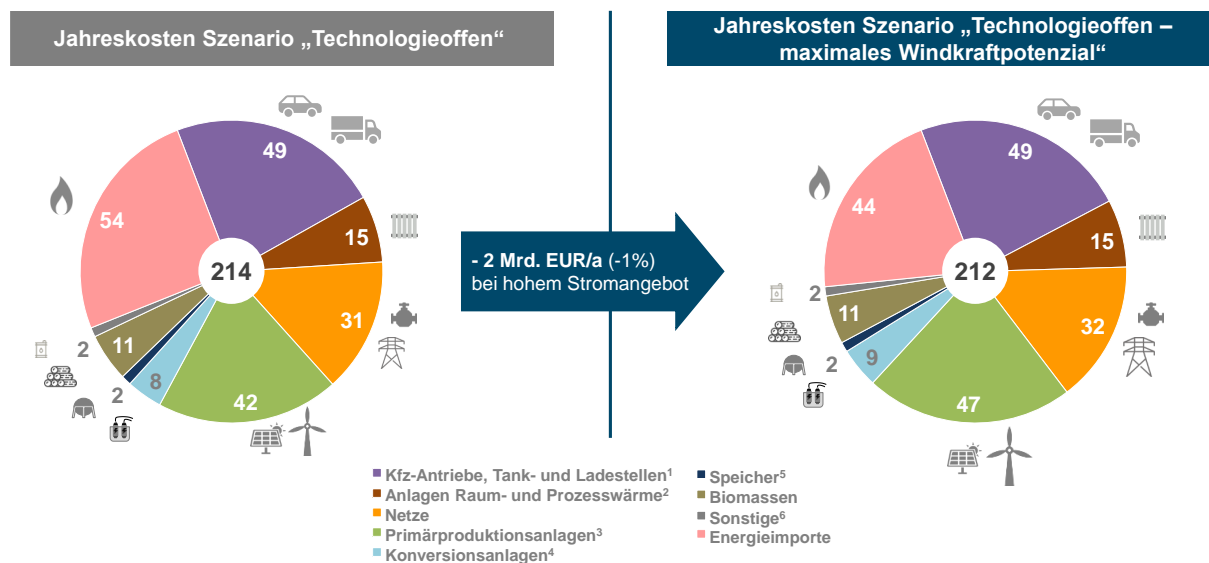 Jahreskosten Szenario „Technologieoffen“
Jahreskosten Szenario „Technologieoffen –
maximales Windkraftpotenzial“
49
15
31
42
8
2
11
2
54
214
- 2 Mrd. EUR/a (-1%)
bei hohem Stromangebot
49
15
32
47
9
2
11
2
44
212
Kfz-Antriebe, Tank- und Ladestellen¹
Anlagen Raum- und Prozesswärme²
Netze
Primärproduktionsanlagen³
Konversionsanlagen⁴
Speicher⁵
Biomassen
Sonstige⁶
Energieimporte